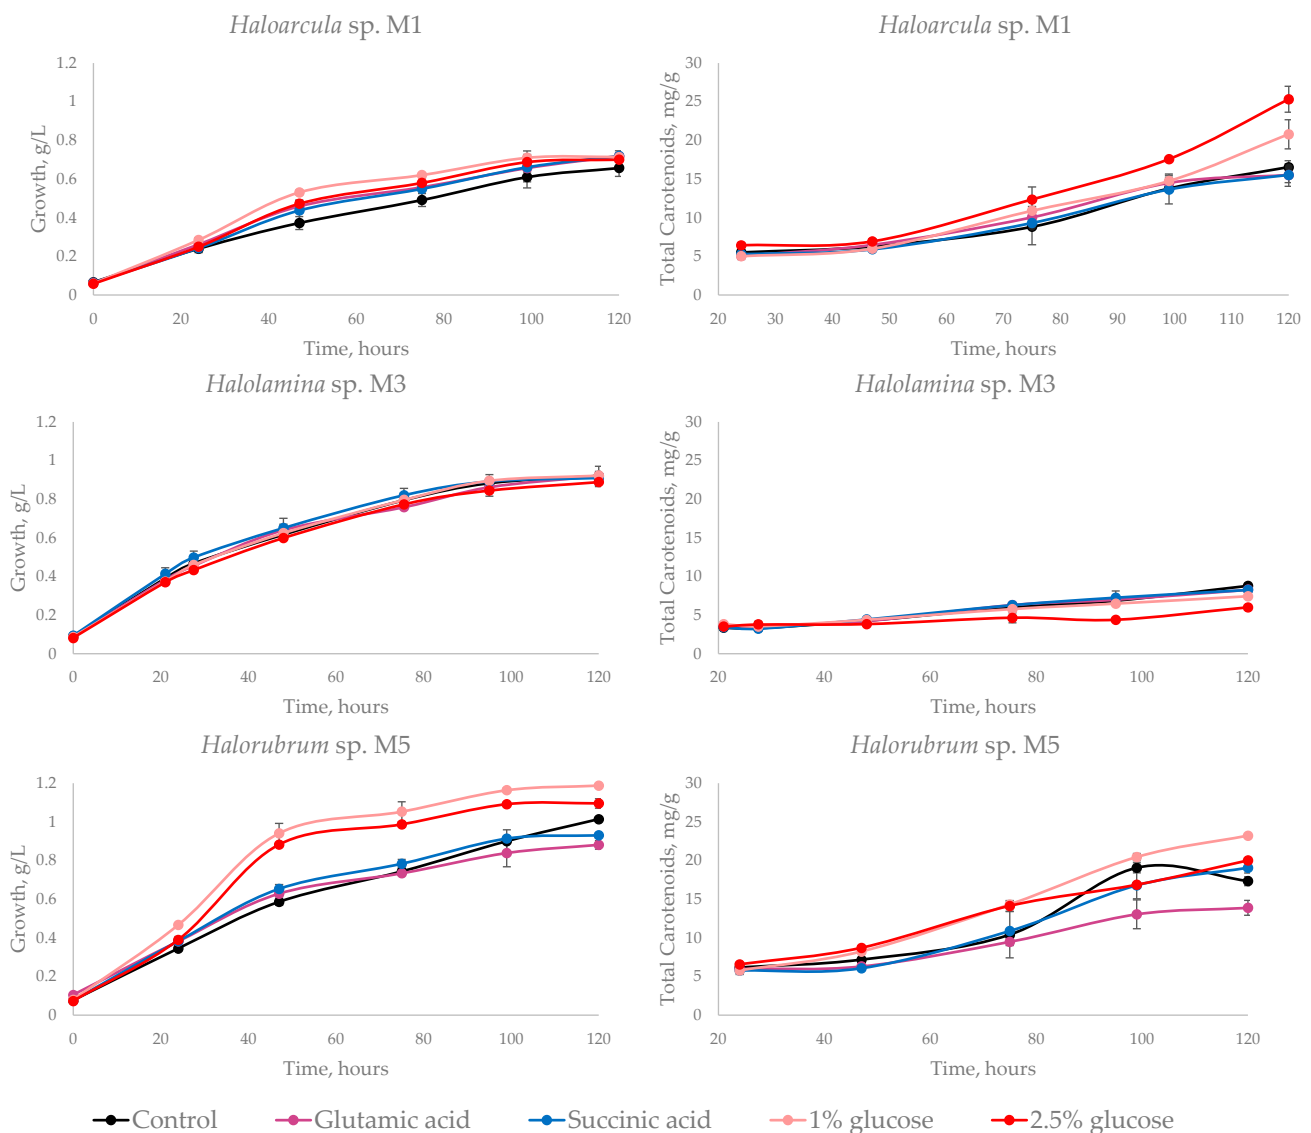 Haloarcula sp. M1
Growth, g/L
1.2
1
0.8
0.6
0.4
0.2
0
0 20 40 60 80 100 120
Time, hours
Haloarcula sp. M1
Total Carotenoids, mg/g
30
25
20
15
10
5
0
20 30 40 50 60 70 80 90 100 110 120
Time, hours
Halolamina sp. M3
Growth, g/L
1.2
1
0.8
0.6
0.4
0.2
0
0 20 40 60 80 100 120
Time, hours
Halolamina sp. M3
Total Carotenoids, mg/g
30
25
20
15
10
5
0
20 40 60 80 100 120
Time, hours
Halorubrum sp. M5
Growth, g/L
1.2
1
0.8
0.6
0.4
0.2
0
0 20 40 60 80 100 120
Time, hours
Halorubrum sp. M5
Total Carotenoids, mg/g
30
25
20
15
10
5
0
20 40 60 80 100 120
Time, hours
Control Glutamic acid Succinic acid 1% glucose 2.5% glucose